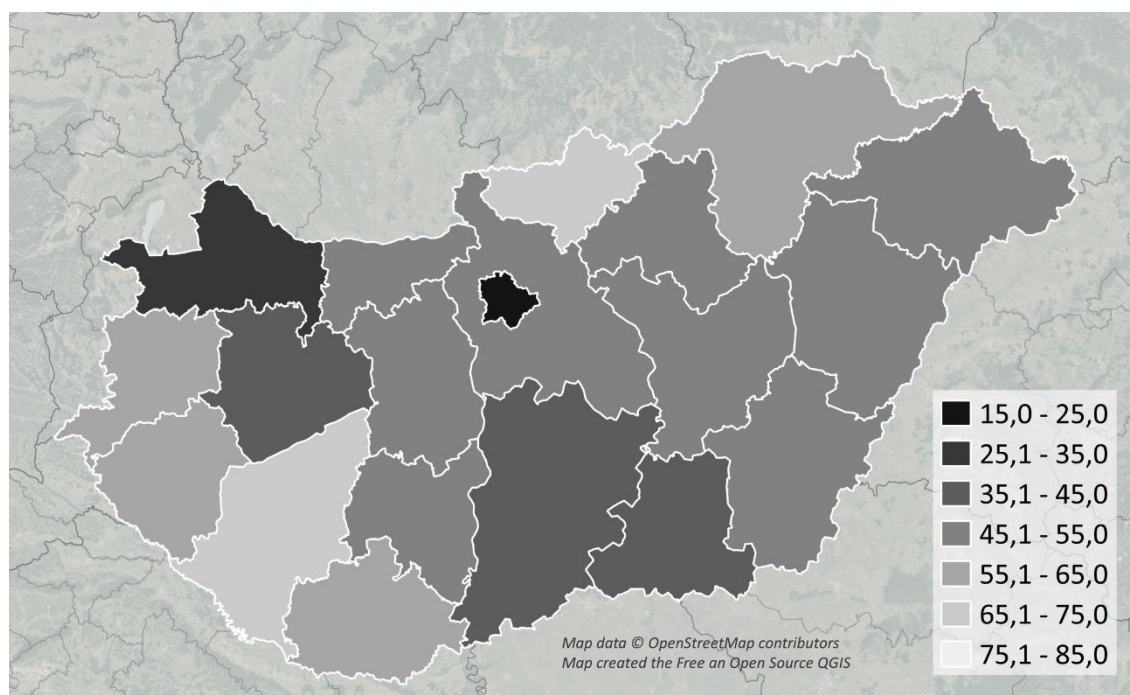 15,0 - 25,0
25,1 - 35,0
35,1 - 45,0
45,1 - 55,0
55,1 - 65,0
65,1 - 75,0
75,1 - 85,0
Map data © OpenStreetMap contributors
Map created the Free an Open Source QGIS